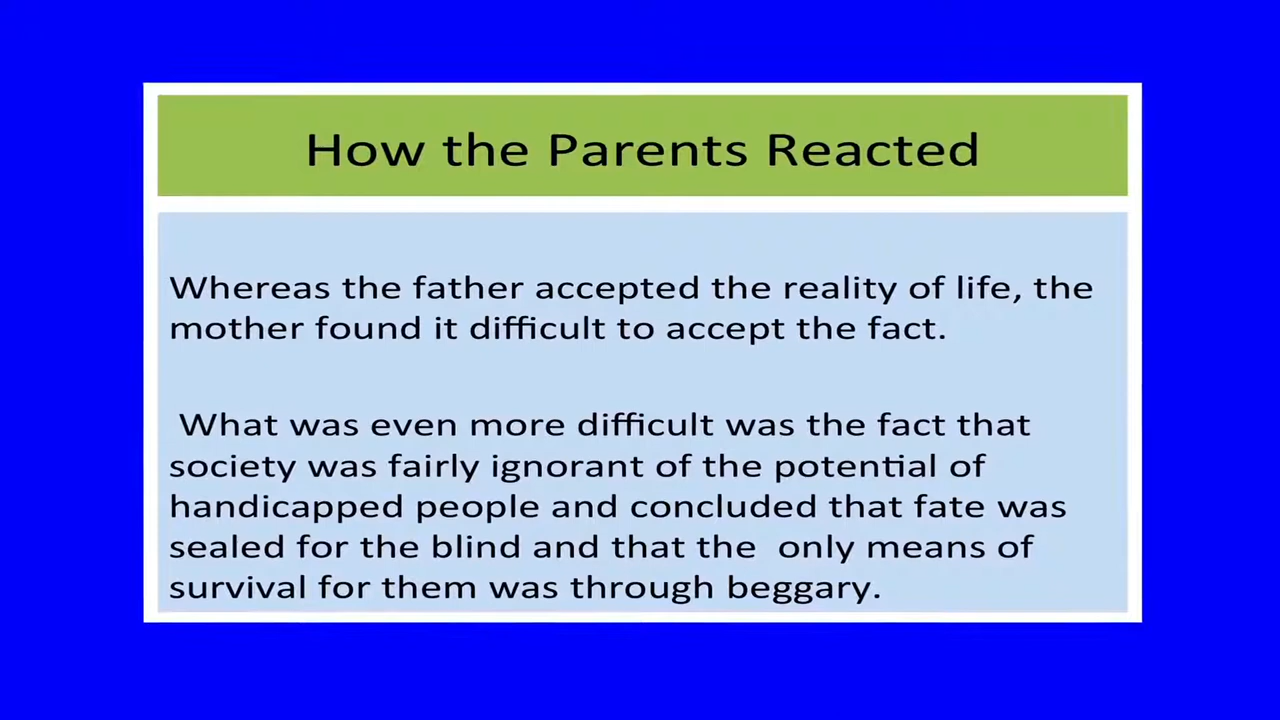 How the Parents Reacted
Whereas the father accepted the reality of life, the
mother found it difficult to accept the fact.
What was even more difficult was the fact that
society was fairly ignorant of the potential of
handicapped people and concluded that fate was
sealed for the blind and that the only means of
survival for them was through beggary.